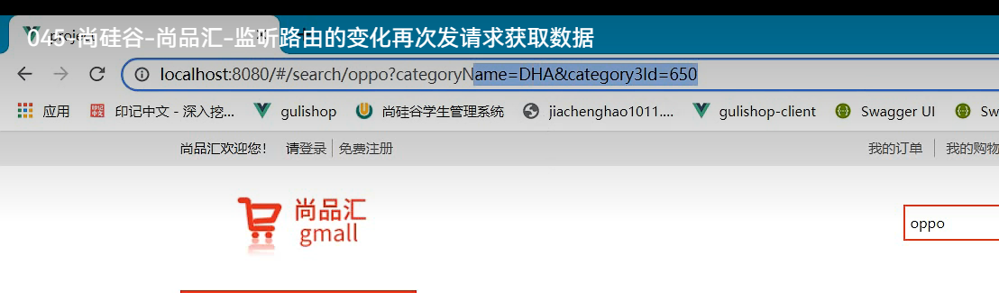 045-尚硅谷-尚品汇-监听路由的变化再次发请求获取数据
project
localhost:8080/#/search/oppo?categoryName=DHA&category3Id=650
应用 印记中文 - 深入挖... gulishop 尚硅谷学生管理系统 jiachenghao1011.... gulishop-client Swagger UI Sw
尚品汇欢迎您! 请登录 免费注册 我的订单 我的购物
尚品汇
gmall
oppo